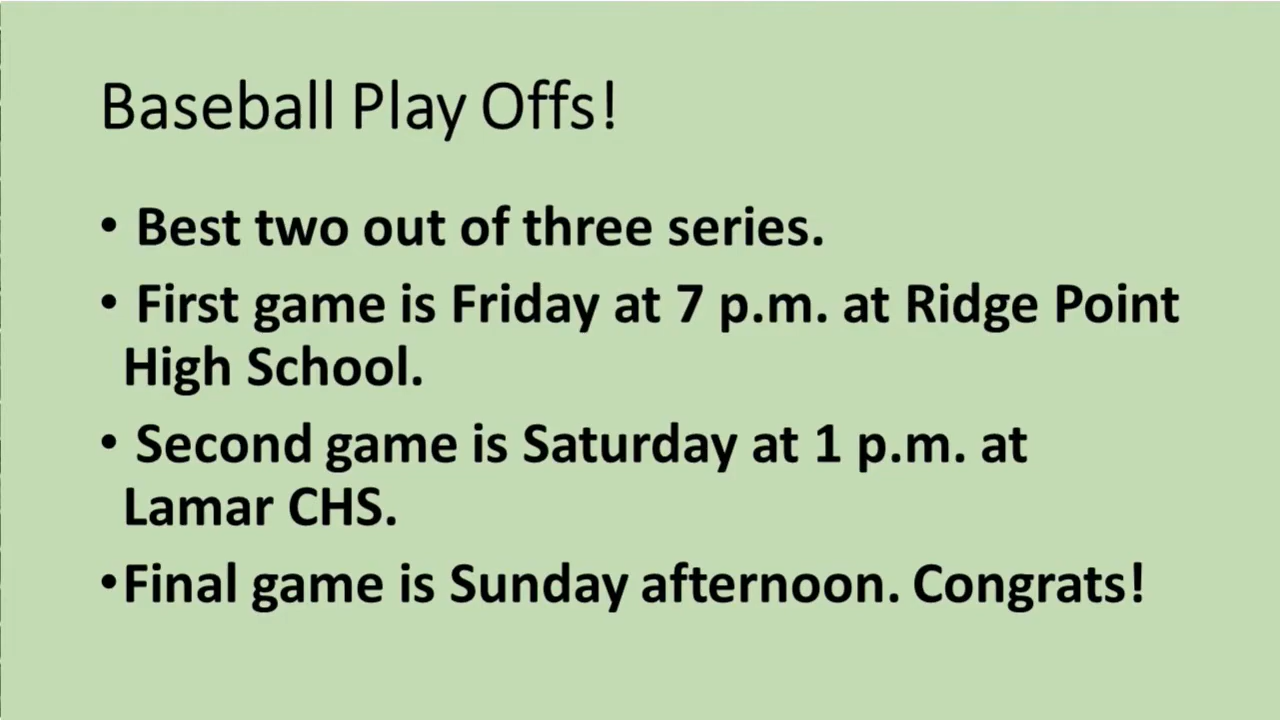 Baseball Play Offs!
• Best two out of three series.
• First game is Friday at 7 p.m. at Ridge Point
High School.
• Second game is Saturday at 1 p.m. at
Lamar CHS.
•Final game is Sunday afternoon. Congrats!